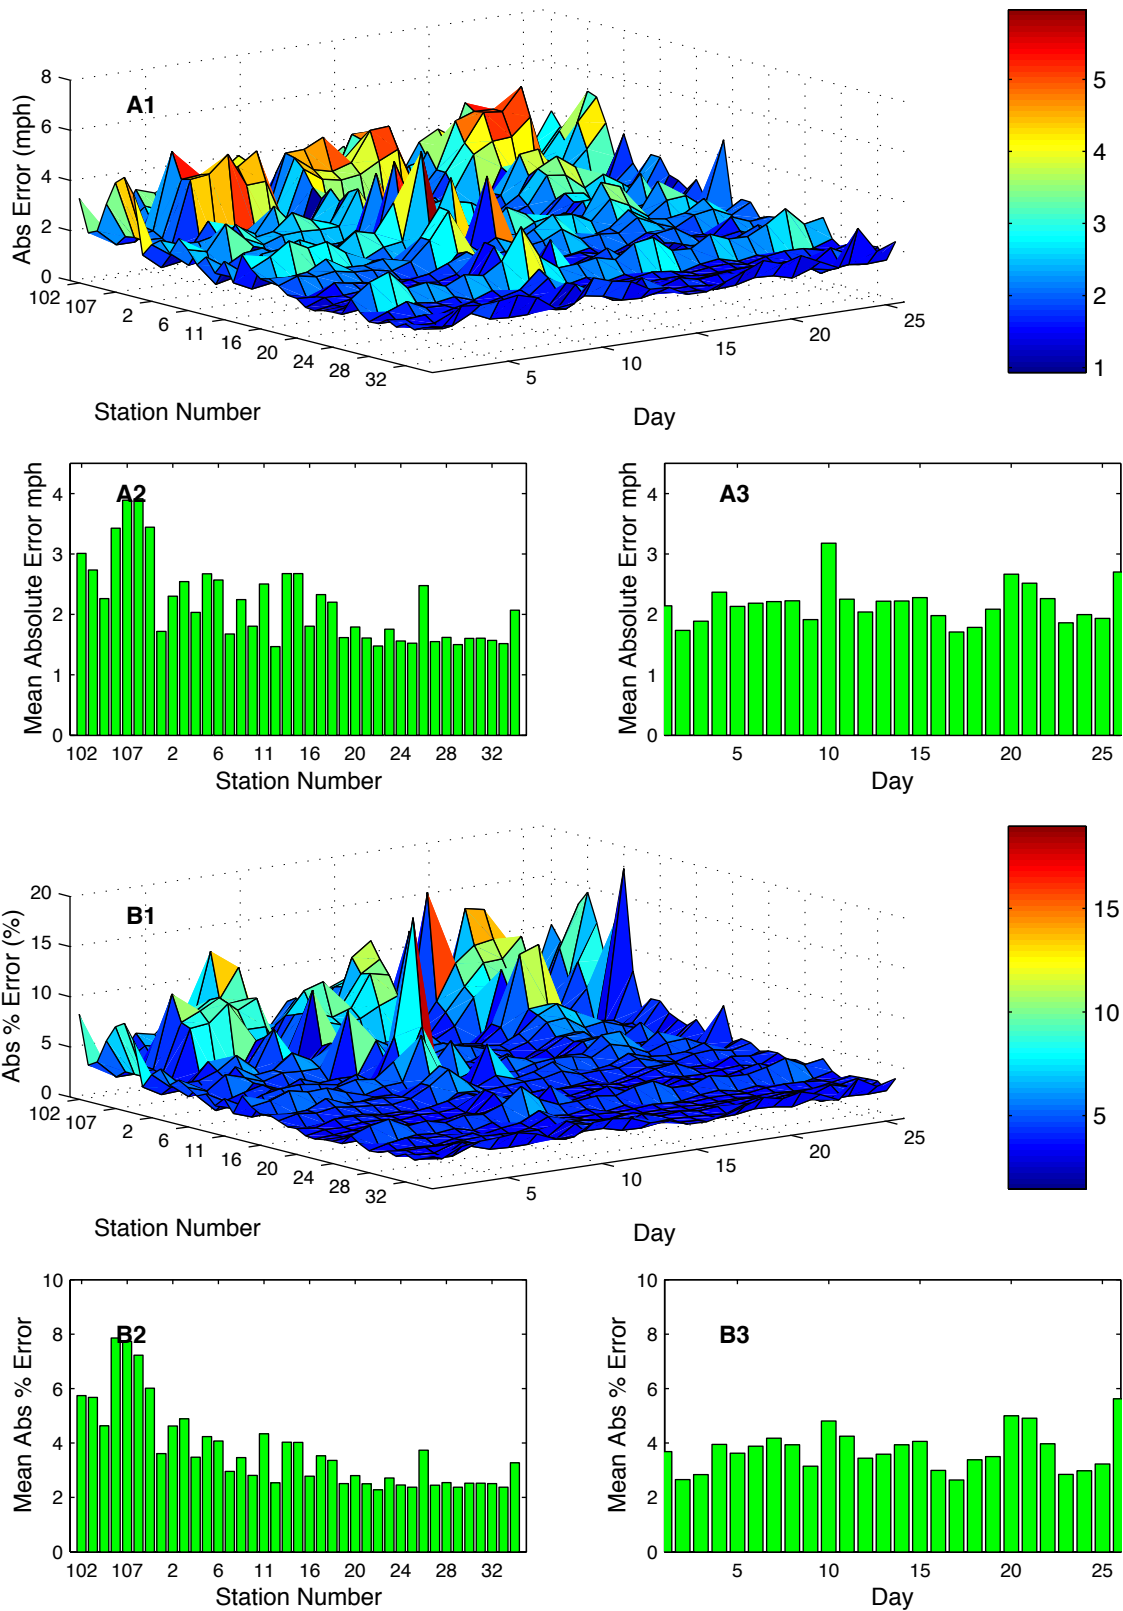 A1
Abs Error (mph)
8
6
4
2
0
102
107
2
6
11
16
20
24
28
32
5
10
15
20
25
Station Number
Day
5
4
3
2
1
A2
Mean Absolute Error mph
4
3
2
1
0
102 107 2 6 11 16 20 24 28 32
Station Number
A3
Mean Absolute Error mph
4
3
2
1
0
5 10 15 20 25
Day
B1
Abs % Error (%)
20
15
10
5
0
102
107
2
6
11
16
20
24
28
32
5
10
15
20
25
Station Number
Day
15
10
5
B2
Mean Abs % Error
10
8
6
4
2
0
102 107 2 6 11 16 20 24 28 32
Station Number
B3
Mean Abs % Error
10
8
6
4
2
0
5 10 15 20 25
Day